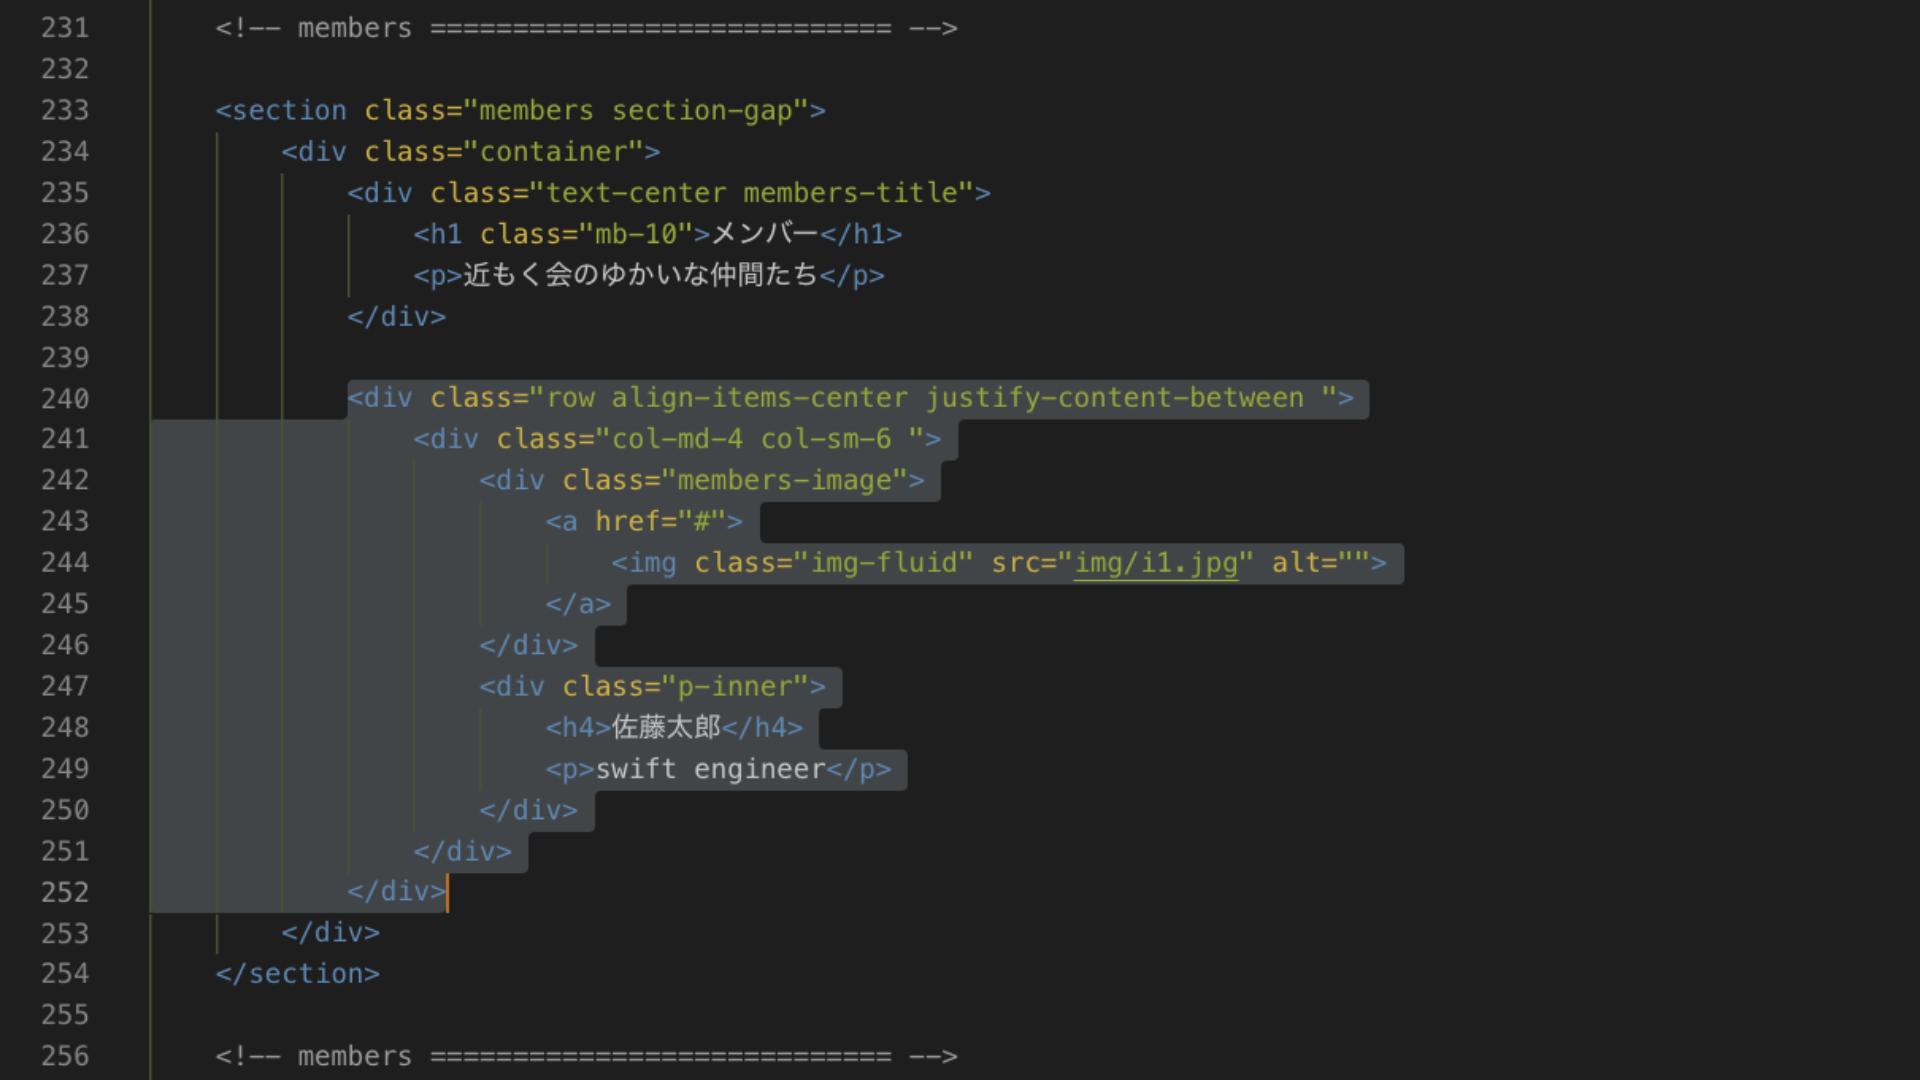 231 <!-- members ============================ -->
232
233 <section class="members section-gap">
234 <div class="container">
235 <div class="text-center members-title">
236 <h1 class="mb-10">メンバー</h1>
237 <p>近もく会のゆかいな仲間たち</p>
238 </div>
239
240 <div class="row align-items-center justify-content-between ">
241 <div class="col-md-4 col-sm-6 ">
242 <div class="members-image">
243 <a href="#">
244 <img class="img-fluid" src="img/i1.jpg" alt="">
245 </a>
246 </div>
247 <div class="p-inner">
248 <h4>佐藤太郎</h4>
249 <p>swift engineer</p>
250 </div>
251 </div>
252 </div>
253 </div>
254 </section>
255
256 <!-- members ============================ -->